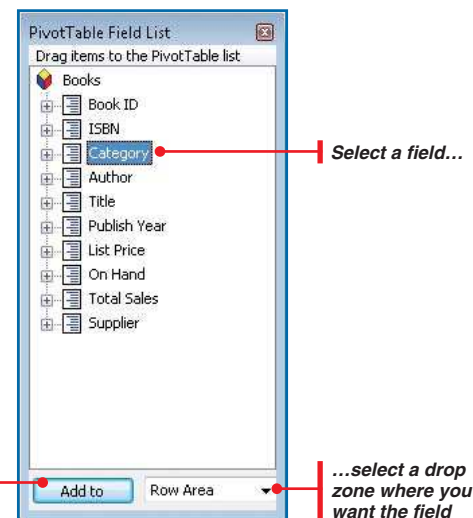 PivotTable Field List
Drag items to the PivotTable list
Books
Book ID
ISBN
Category
Select a field…
Author
Title
Publish Year
List Price
On Hand
Total Sales
Supplier
Add to
Row Area
…select a drop
zone where you
want the field